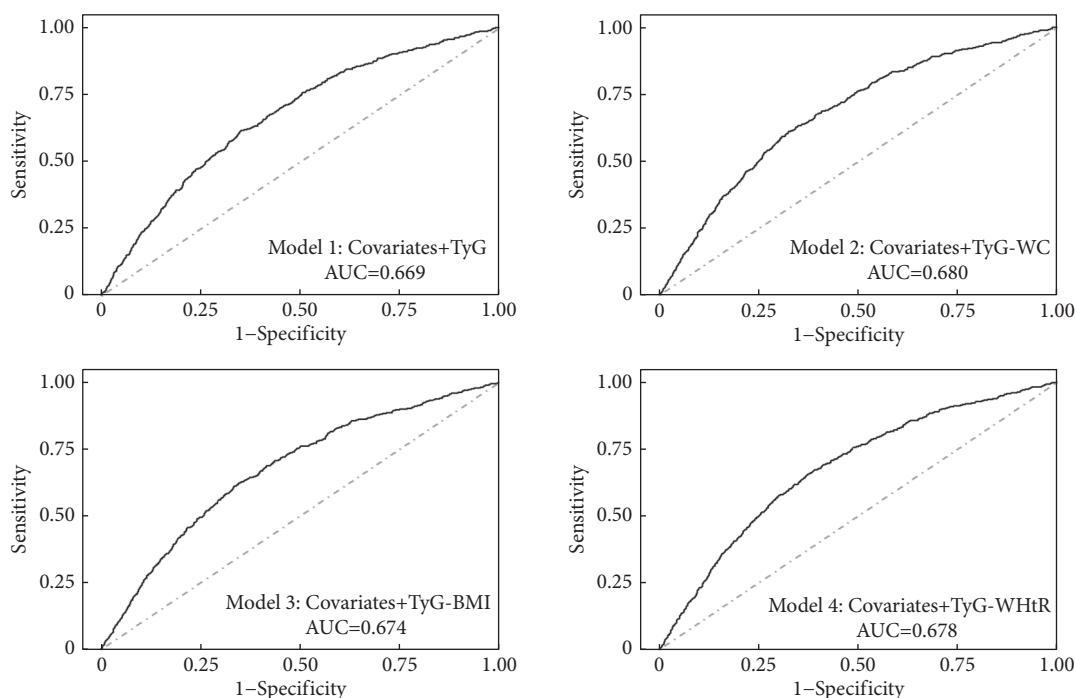 1.00
0.75
0.50
0.25
0
Sensitivity
Model 1: Covariates+TyG
AUC=0.669
0 0.25 0.50 0.75 1.00
1−Specificity
1.00
0.75
0.50
0.25
0
Sensitivity
Model 2: Covariates+TyG-WC
AUC=0.680
0 0.25 0.50 0.75 1.00
1−Specificity
1.00
0.75
0.50
0.25
0
Sensitivity
Model 3: Covariates+TyG-BMI
AUC=0.674
0 0.25 0.50 0.75 1.00
1−Specificity
1.00
0.75
0.50
0.25
0
Sensitivity
Model 4: Covariates+TyG-WHtR
AUC=0.678
0 0.25 0.50 0.75 1.00
1−Specificity